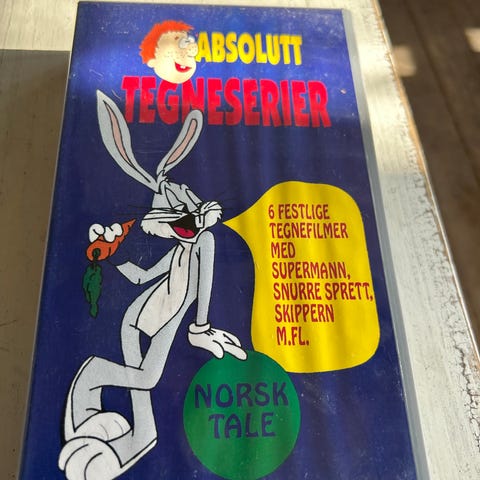 ABSOLUTT
TEGNESERIER
6 FESTLIGE
TEGNEFILMER
MED
SUPERMANN,
SNURRE SPRETT,
SKIPPERN
M.FL.
NORSK
TALE